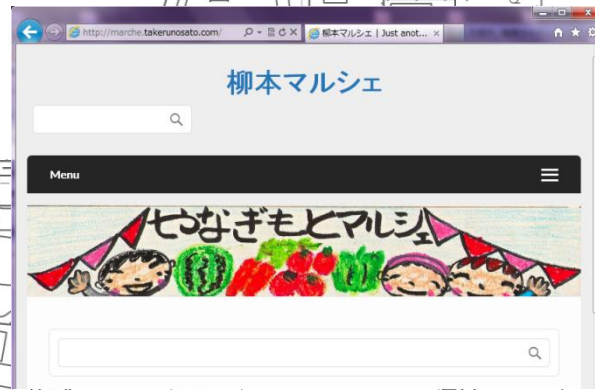 http://marche.takerunosato.com/
柳本マルシェ | Just anot...
柳本マルシェ
Menu
やなぎもとマルシェ